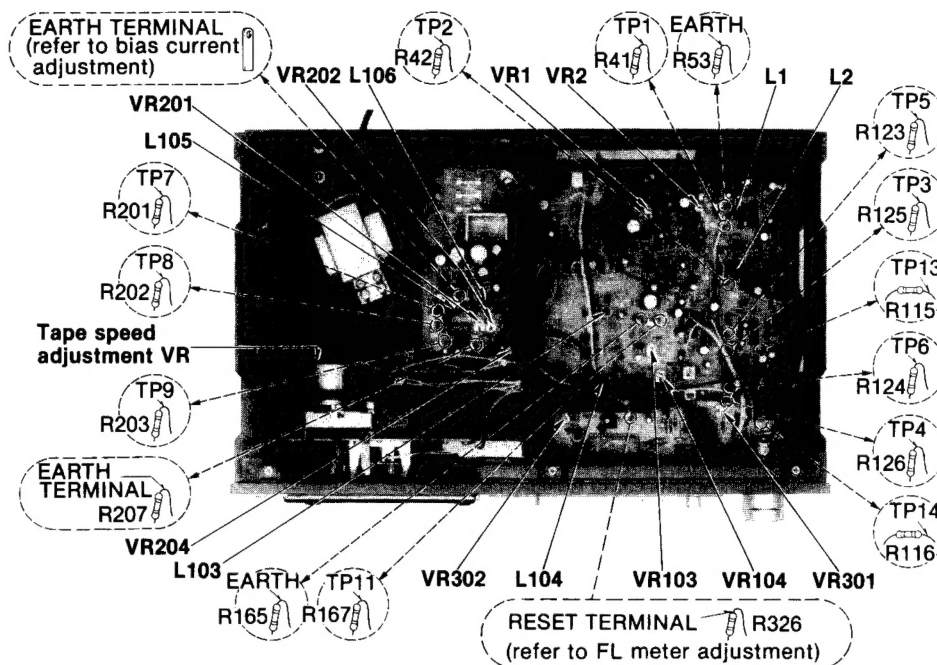 EARTH TERMINAL
(refer to bias current
adjustment)
TP2
R42
TP1
R41
EARTH
R53
VR202
L106
VR1
VR2
L1
L2
VR201
L105
TP5
R123
TP7
R201
TP3
R125
TP8
R202
TP13
R115
Tape speed
adjustment VR
TP6
R124
TP9
R203
TP4
R126
EARTH
TERMINAL
R207
TP14
R116
VR204
L103
EARTH
R165
TP11
R167
VR302
L104
VR103
VR104
VR301
RESET TERMINAL
R326
(refer to FL meter adjustment)